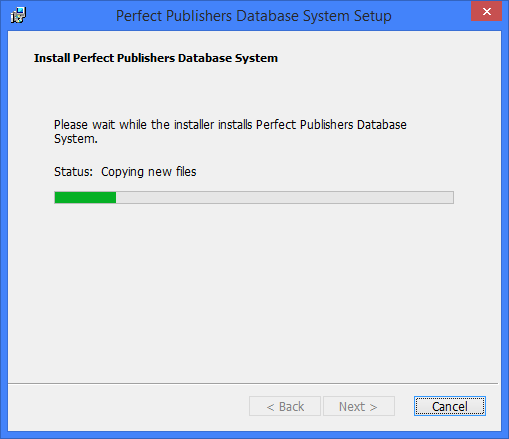 Perfect Publishers Database System Setup
Install Perfect Publishers Database System
Please wait while the installer installs Perfect Publishers Database
System.
Status: Copying new files
< Back Next > Cancel